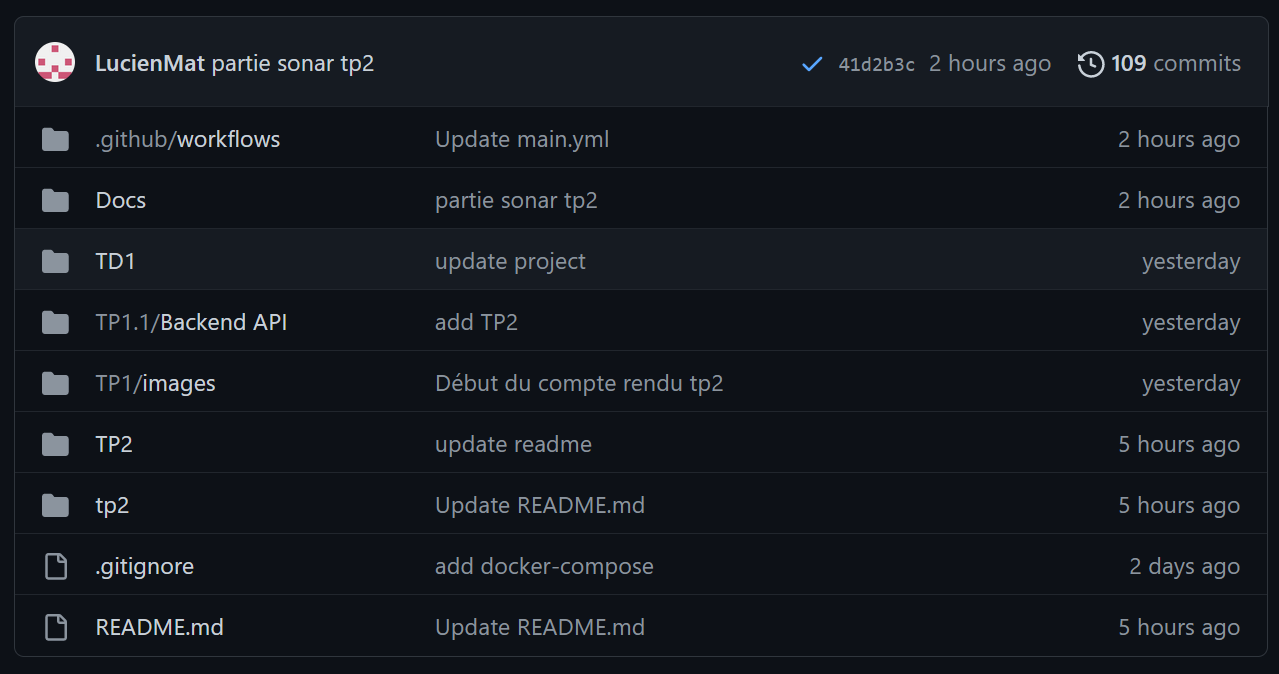 LucienMat partie sonar tp2 41d2b3c 2 hours ago 109 commits
.github/workflows Update main.yml 2 hours ago
Docs partie sonar tp2 2 hours ago
TD1 update project yesterday
TP1.1/Backend API add TP2 yesterday
TP1/images Début du compte rendu tp2 yesterday
TP2 update readme 5 hours ago
tp2 Update README.md 5 hours ago
.gitignore add docker-compose 2 days ago
README.md Update README.md 5 hours ago